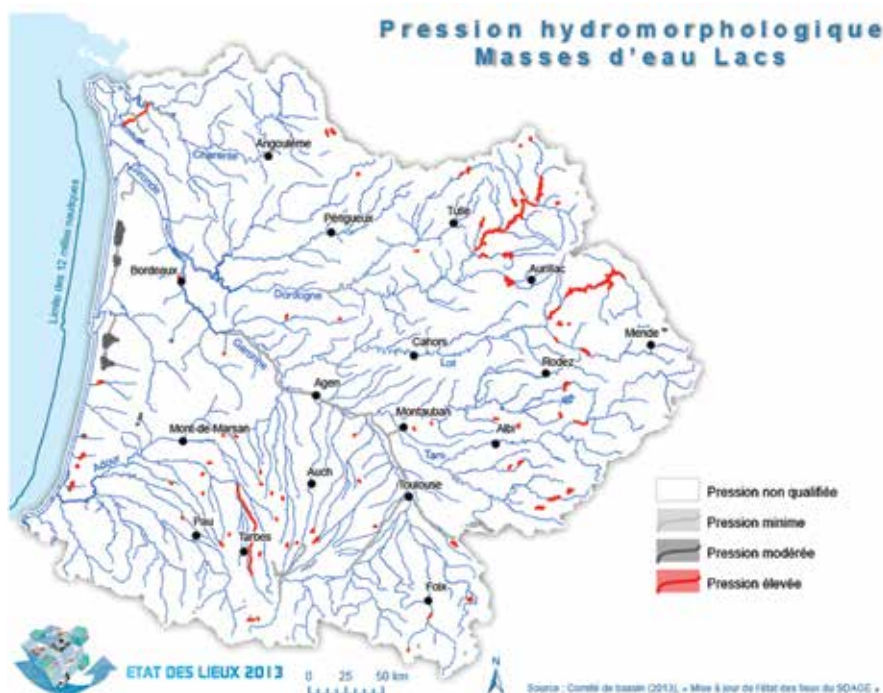 Pression hydromorphologique
Masses d'eau Lacs
Limite des 12 milles nautiques
Angoulême
Charente
Gironde
Périgueux
Tulle
Bordeaux
Aurillac
Dordogne
Mende
Cahors
Lot
Garonne
Rodez
Agen
Montauban
Mont-de-Marsan
Albi
Tarn
Adour
Auch
Toulouse
Pau
Tarbes
Foix
Pression non qualifiée
Pression minime
Pression modérée
Pression élevée
ETAT DES LIEUX 2013
0 25 50 km
N
Source : Comité de bassin (2013), « Mise à jour de l'état des lieux du SDAGE »